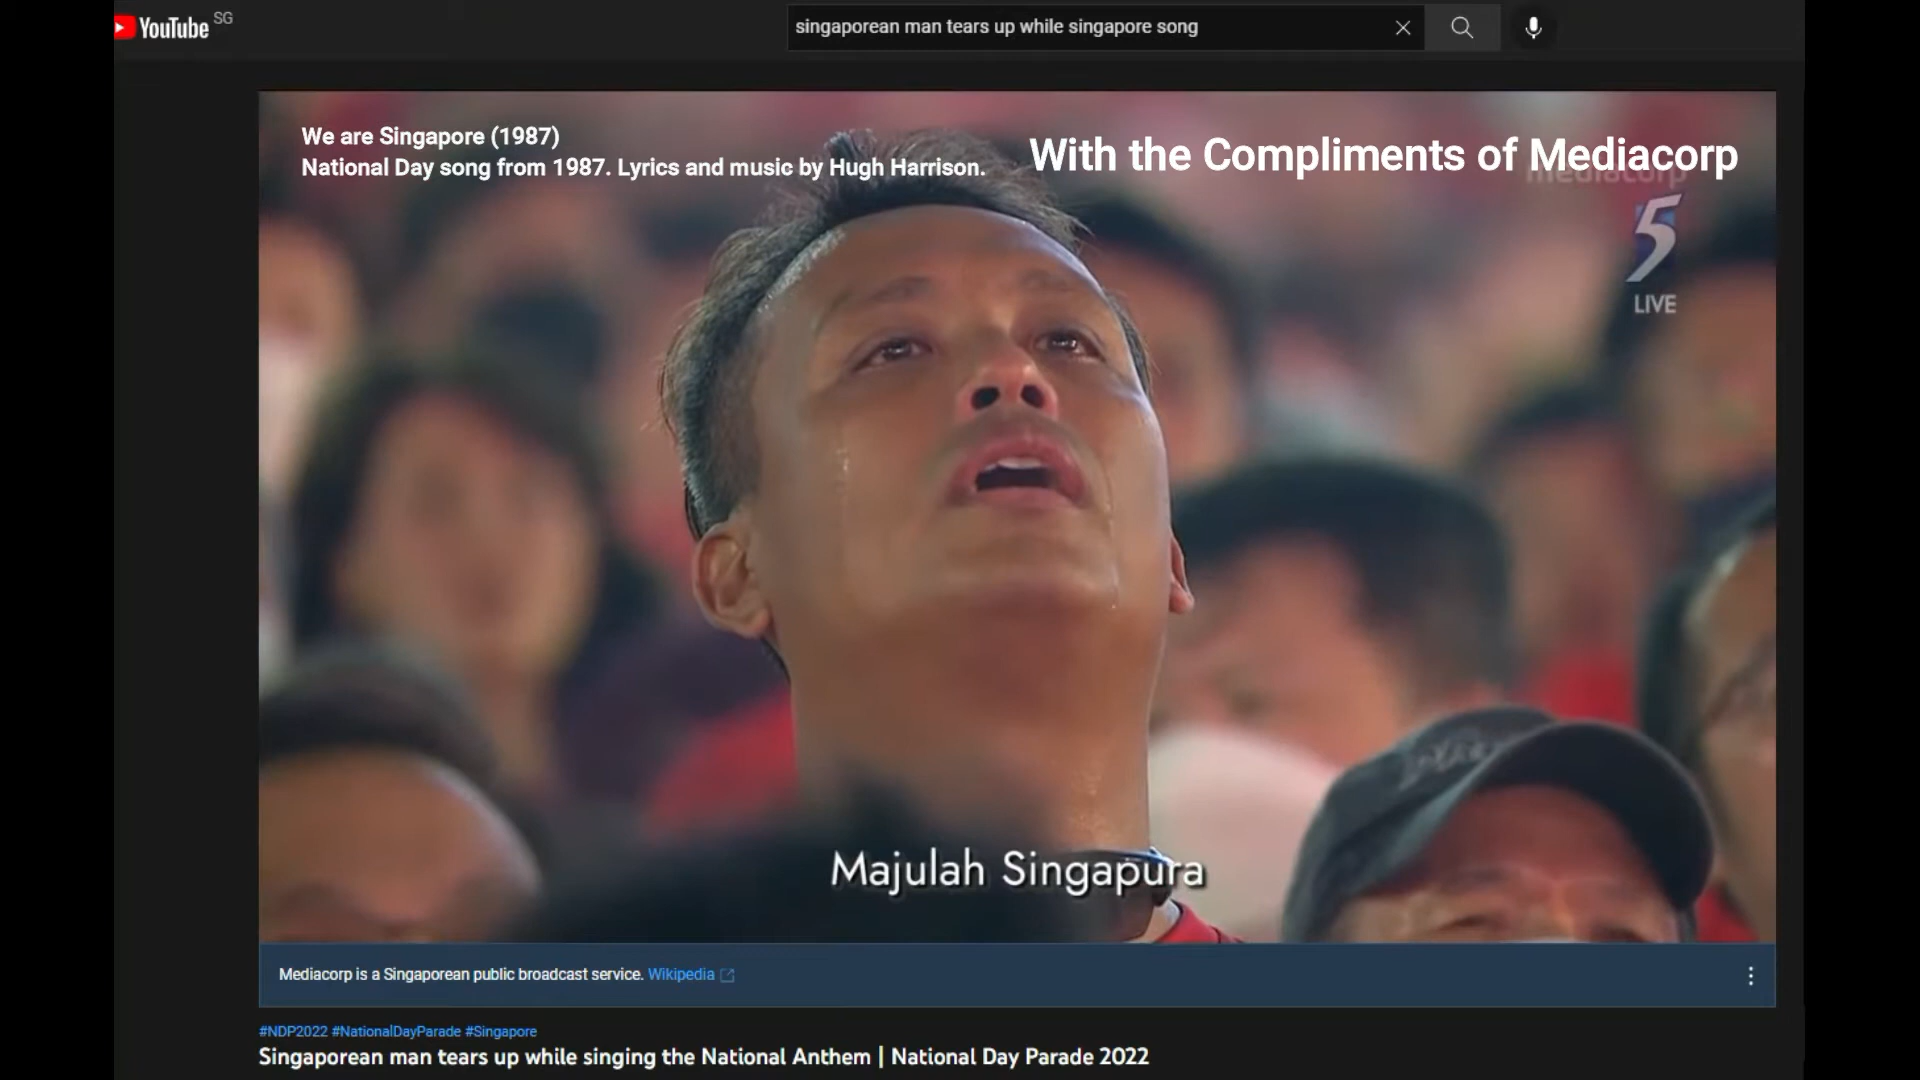 YouTube SG
singaporean man tears up while singapore song
We are Singapore (1987)
National Day song from 1987. Lyrics and music by Hugh Harrison.
With the Compliments of Mediacorp
mediacorp
5
LIVE
Majulah Singapura
Mediacorp is a Singaporean public broadcast service. Wikipedia
#NDP2022 #NationalDayParade #Singapore
Singaporean man tears up while singing the National Anthem | National Day Parade 2022